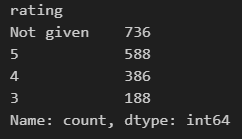 rating
Not given    736
5            588
4            386
3            188
Name: count, dtype: int64